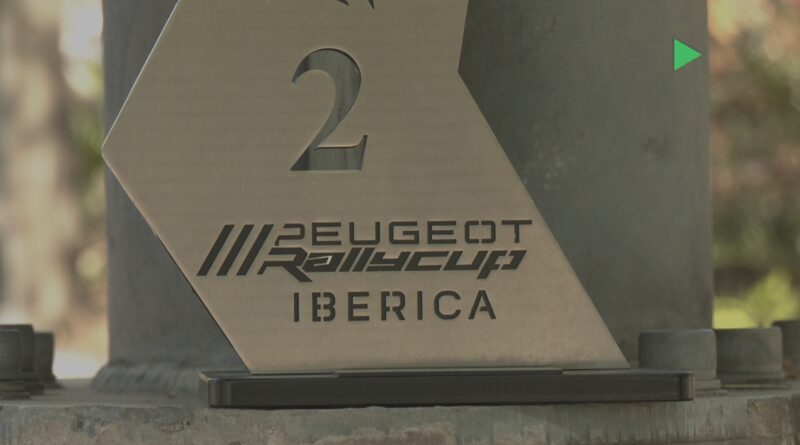 2
PEUGEOT
Rallycup
IBERICA